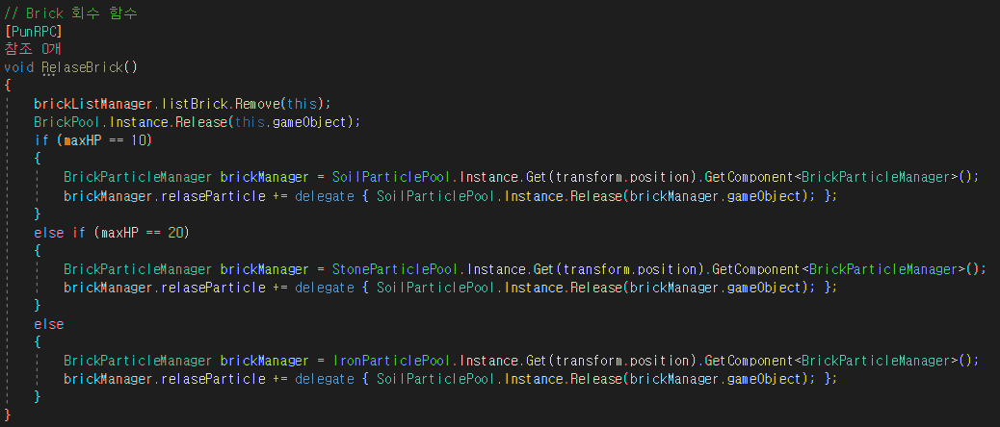 // Brick 회수 함수
[PunRPC]
참조 0개
void RelaseBrick()
{
brickListManager.listBrick.Remove(this);
BrickPool.Instance.Release(this.gameObject);
if (maxHP == 10)
{
BrickParticleManager brickManager = SoilParticlePool.Instance.Get(transform.position).GetComponent<BrickParticleManager>();
brickManager.relaseParticle += delegate { SoilParticlePool.Instance.Release(brickManager.gameObject); };
}
else if (maxHP == 20)
{
BrickParticleManager brickManager = StoneParticlePool.Instance.Get(transform.position).GetComponent<BrickParticleManager>();
brickManager.relaseParticle += delegate { SoilParticlePool.Instance.Release(brickManager.gameObject); };
}
else
{
BrickParticleManager brickManager = IronParticlePool.Instance.Get(transform.position).GetComponent<BrickParticleManager>();
brickManager.relaseParticle += delegate { SoilParticlePool.Instance.Release(brickManager.gameObject); };
}
}